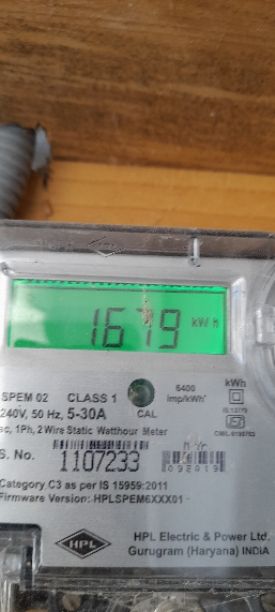 HPL
1679 kWh
SPEM 02 CLASS 1 6400 Imp/kWh kWh
240V, 50 Hz, 5-30A CAL
ac, 1Ph, 2 Wire Static Watthour Meter
S. No. 1107233
Category C3 as per IS 15959:2011
Firmware Version: HPLSPEM6XXX01
HPL
HPL Electric & Power Ltd.
Gurugram (Haryana) INDIA